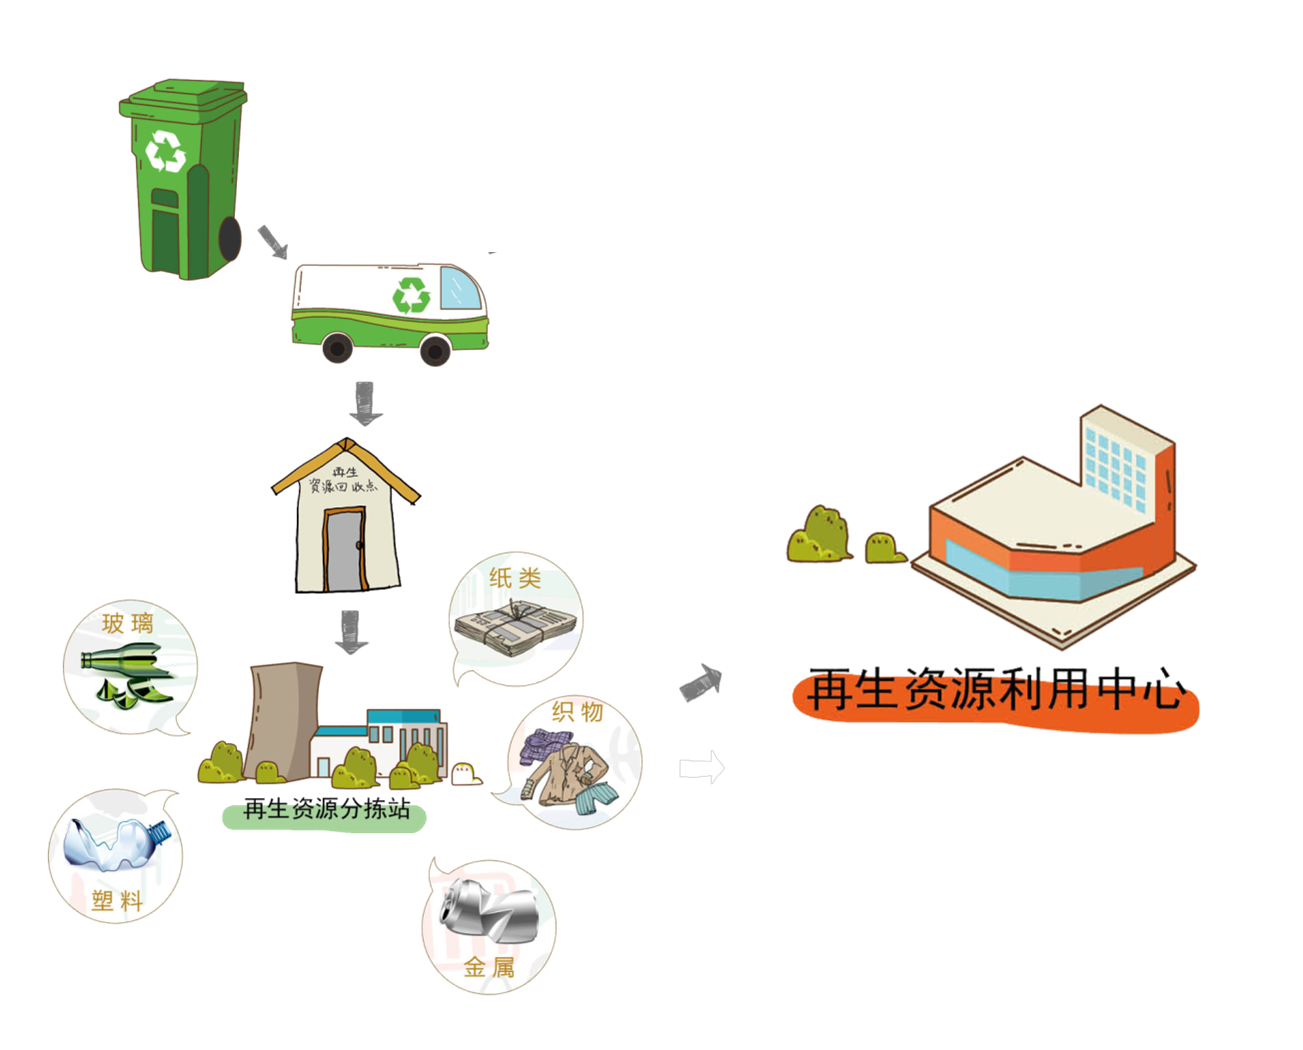 再生
资源回收点
纸类
玻璃
织物
再生资源利用中心
再生资源分拣站
塑料
金属